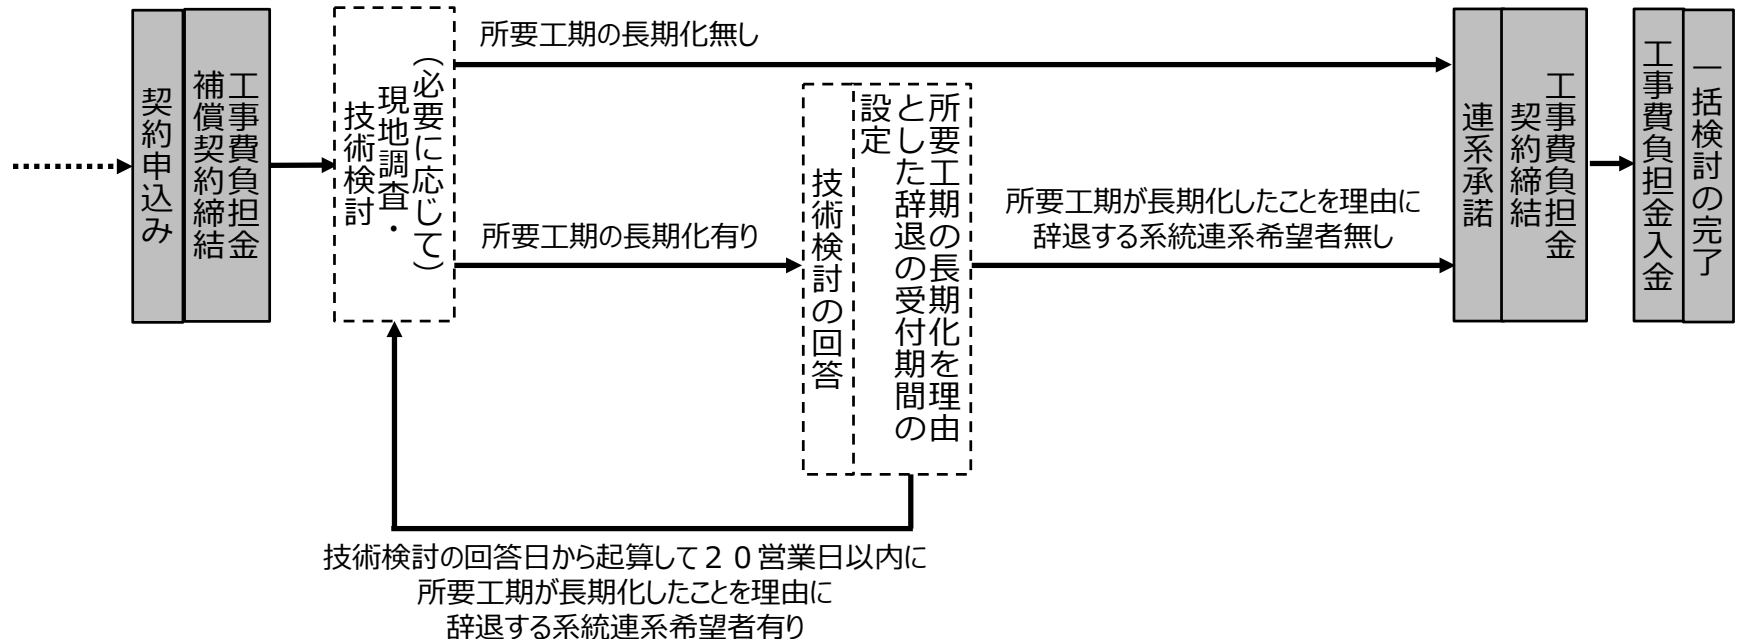 契約申込み
工事費負担金
補償契約締結
(必要に応じて)
現地調査・
技術検討
所要工期の長期化無し
所要工期の長期化有り
技術検討の回答
所要工期の長期化を理由
とした辞退の受付期間の
設定
所要工期が長期化したことを理由に
辞退する系統連系希望者無し
技術検討の回答日から起算して20営業日以内に
所要工期が長期化したことを理由に
辞退する系統連系希望者有り
連系承諾
工事費負担金
契約締結
工事費負担金入金
一括検討の完了